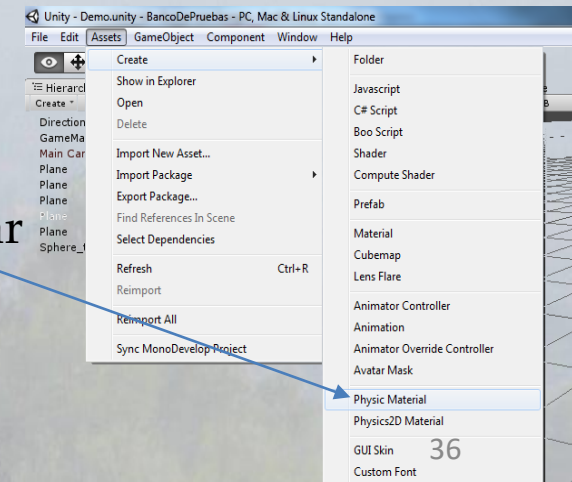 Unity - Demo.unity - BancoDePruebas - PC, Mac & Linux Standalone
File Edit Assets GameObject Component Window Help
Hierarc
Create
Direction
GameMa
Main Car
Plane
Plane
Plane
Plane
Plane
Sphere_f
Create
Show in Explorer
Open
Delete
Import New Asset...
Import Package
Export Package...
Find References In Scene
Select Dependencies
Refresh Ctrl+R
Reimport
Reimport All
Sync MonoDevelop Project
Folder
Javascript
C# Script
Boo Script
Shader
Compute Shader
Prefab
Material
Cubemap
Lens Flare
Animator Controller
Animation
Animator Override Controller
Avatar Mask
Physic Material
Physics2D Material
GUI Skin
Custom Font
36